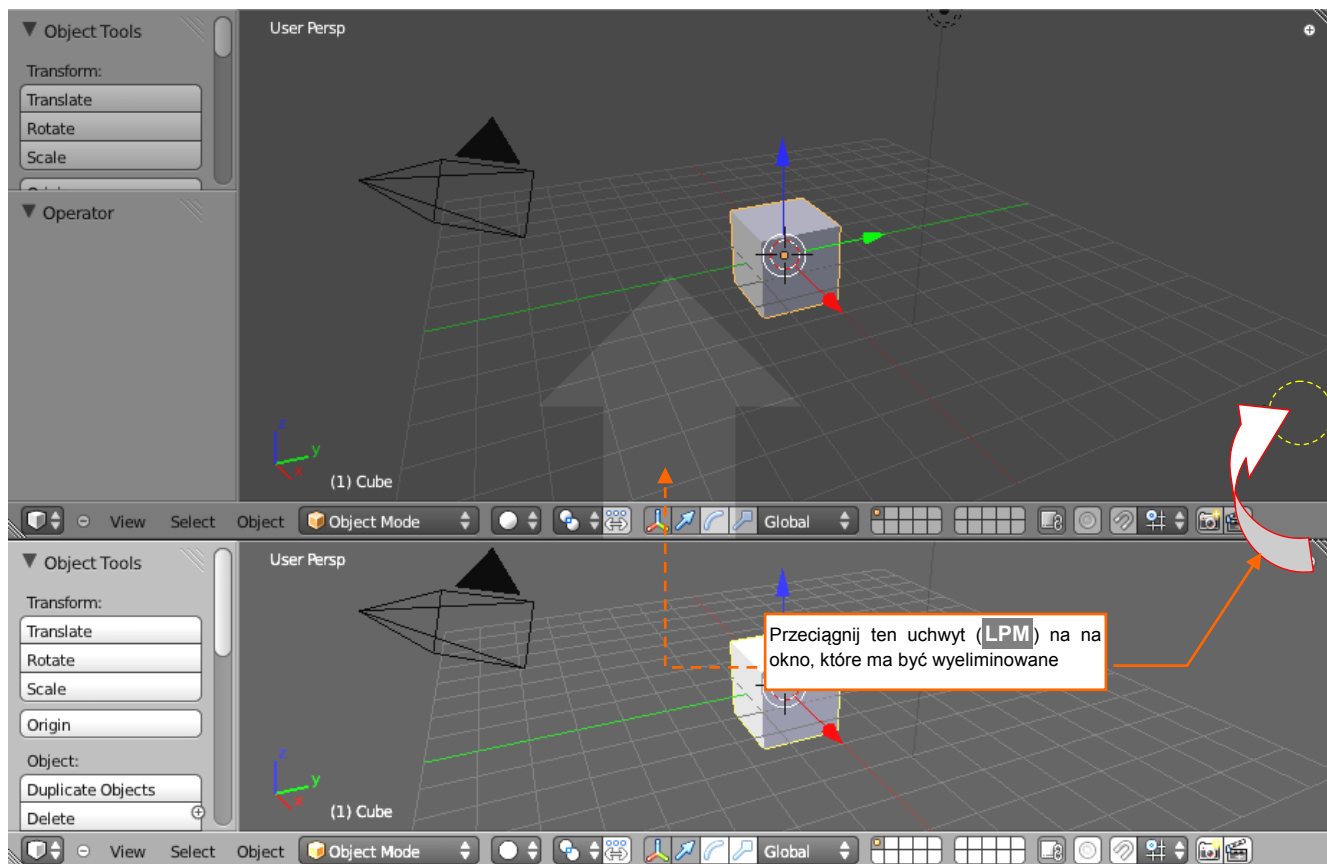 Object Tools
User Persp
Transform:
Translate
Rotate
Scale
Operator
z
y
x
(1) Cube
View Select Object Object Mode Global
Object Tools
User Persp
Transform:
Translate
Rotate
Scale
Origin
Object:
Duplicate Objects
Delete
Przeciągnij ten uchwyt (LPM) na na
okno, które ma być wyeliminowane
z
y
x
(1) Cube
View Select Object Object Mode Global